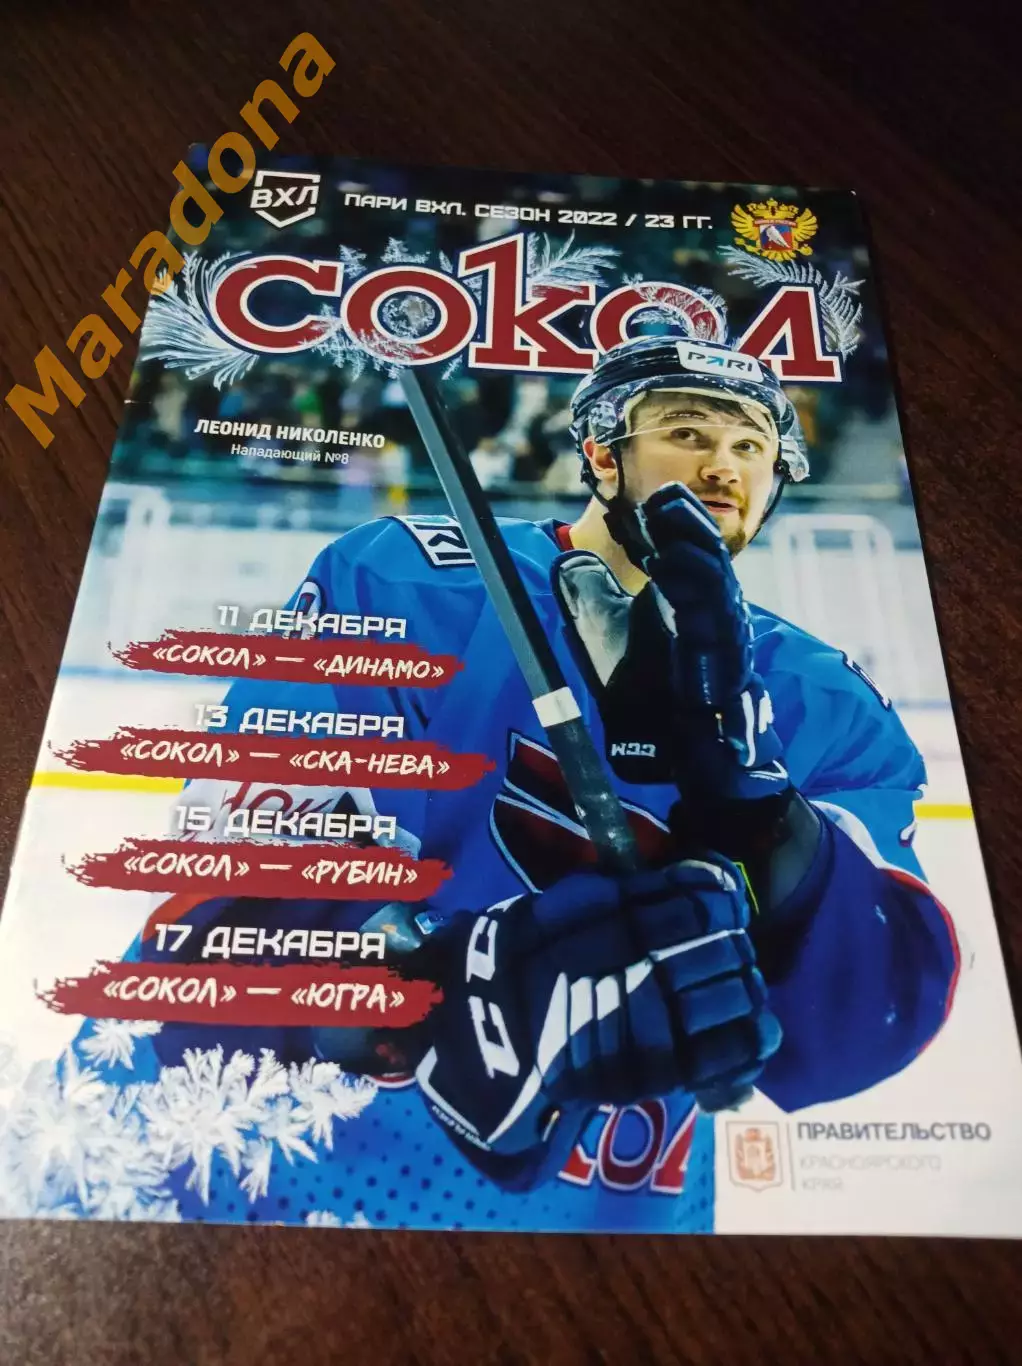 Maradona
ВХЛ
ПАРИ ВХЛ. СЕЗОН 2022 / 23 ГГ.
СОКОЛ
PARI
ЛЕОНИД НИКОЛЕНКО
Нападающий №8
11 ДЕКАБРЯ
«СОКОЛ» — «ДИНАМО»
13 ДЕКАБРЯ
«СОКОЛ» — «СКА-НЕВА»
15 ДЕКАБРЯ
«СОКОЛ» — «РУБИН»
17 ДЕКАБРЯ
«СОКОЛ» — «ЮГРА»
CCM
CCM
ПРАВИТЕЛЬСТВО
КРАСНОЯРСКОГО
КРАЯ